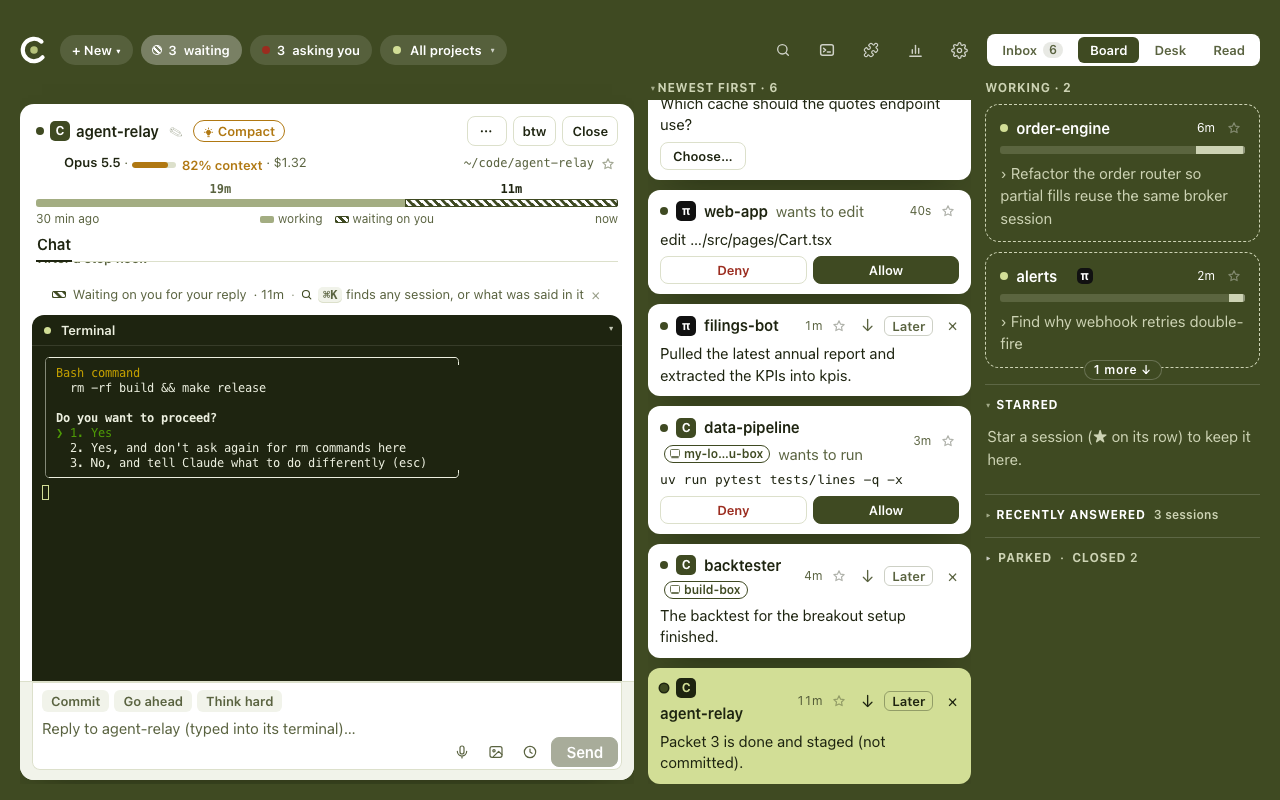 + New ▾
3 waiting
3 asking you
All projects ▾
Inbox 6
Board
Desk
Read
C agent-relay
Compact
...
btw
Close
Opus 5.5 · 82% context · $1.32
~/code/agent-relay
19m
11m
30 min ago
working
waiting on you
now
Chat
Waiting on you for your reply · 11m · ⌘K finds any session, or what was said in it ×
Terminal
Bash command
rm -rf build && make release
Do you want to proceed?
❯ 1. Yes
2. Yes, and don't ask again for rm commands here
3. No, and tell Claude what to do differently (esc)
Commit
Go ahead
Think hard
Reply to agent-relay (typed into its terminal)...
Send
NEWEST FIRST · 6
Which cache should the quotes endpoint
use?
Choose...
π web-app wants to edit 40s
edit .../src/pages/Cart.tsx
Deny
Allow
π filings-bot 1m ↓ Later ×
Pulled the latest annual report and
extracted the KPIs into kpis.
C data-pipeline
3m
my-lo...u-box wants to run
uv run pytest tests/lines -q -x
Deny
Allow
C backtester
4m ↓ Later ×
build-box
The backtest for the breakout setup
finished.
C
11m ↓ Later ×
agent-relay
Packet 3 is done and staged (not
committed).
WORKING · 2
order-engine 6m
› Refactor the order router so
partial fills reuse the same broker
session
alerts π 2m
› Find why webhook retries double-
fire
1 more ↓
STARRED
Star a session (★ on its row) to keep it
here.
RECENTLY ANSWERED 3 sessions
PARKED · CLOSED 2